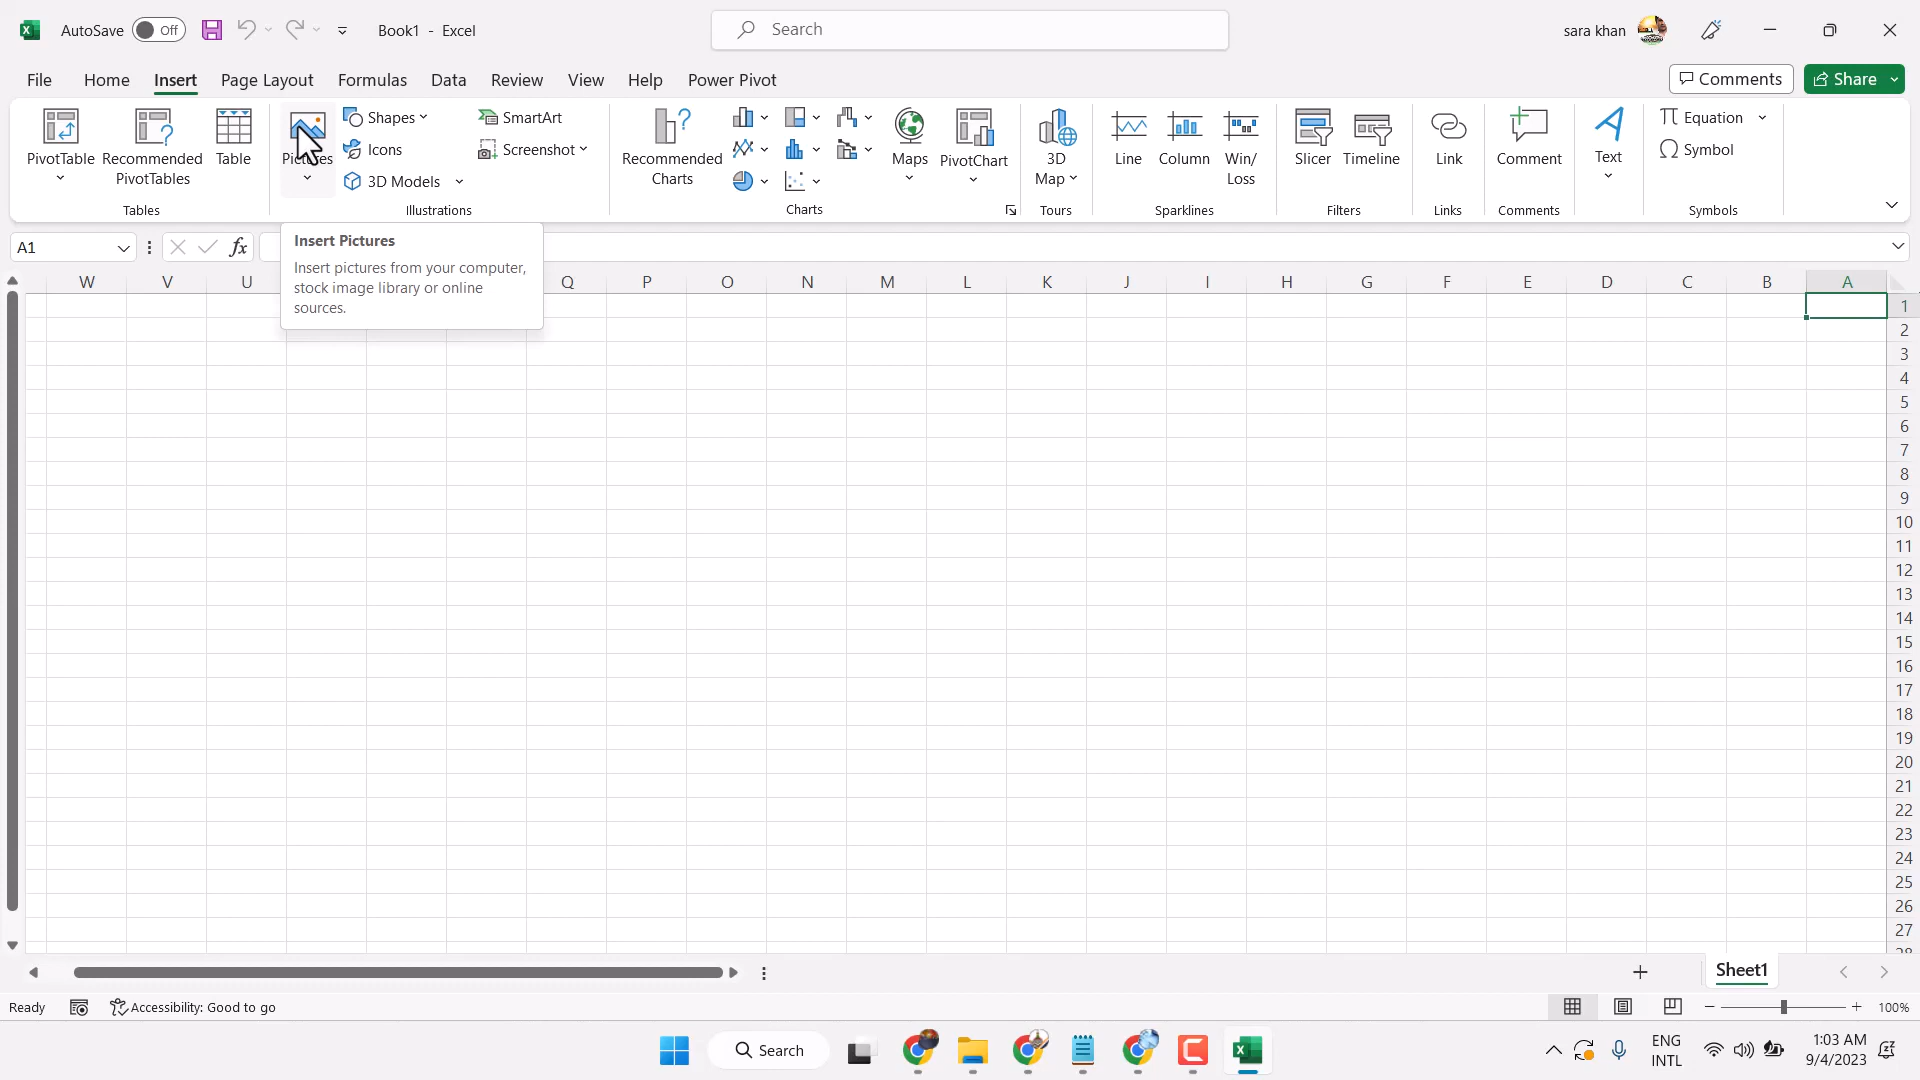 AutoSave Off Book1 - Excel Search sara khan
File Home Insert Page Layout Formulas Data Review View Help Power Pivot Comments Share
PivotTable
Recommended
PivotTables
Table
Tables
Pictures
Shapes
Icons
3D Models
SmartArt
Screenshot
Illustrations
Recommended
Charts
Maps
PivotChart
Charts
3D
Map
Tours
Line
Column
Win/
Loss
Sparklines
Slicer
Timeline
Filters
Link
Links
Comment
Comments
Text
Equation
Symbol
Symbols
A1 fx
Insert Pictures
Insert pictures from your computer,
stock image library or online
sources.
W V U Q P O N M L K J I H G F E D C B A
1
2
3
4
5
6
7
8
9
10
11
12
13
14
15
16
17
18
19
20
21
22
23
24
25
26
27
28
Sheet1
Ready Accessibility: Good to go 100%
Search
ENG
INTL
1:03 AM
9/4/2023